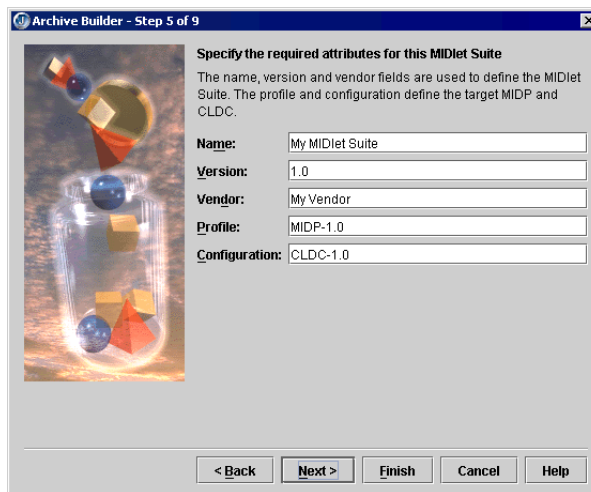 Archive Builder - Step 5 of 9
Specify the required attributes for this MIDlet Suite
The name, version and vendor fields are used to define the MIDlet
Suite. The profile and configuration define the target MIDP and
CLDC.
Name: My MIDlet Suite
Version: 1.0
Vendor: My Vendor
Profile: MIDP-1.0
Configuration: CLDC-1.0
< Back Next > Finish Cancel Help